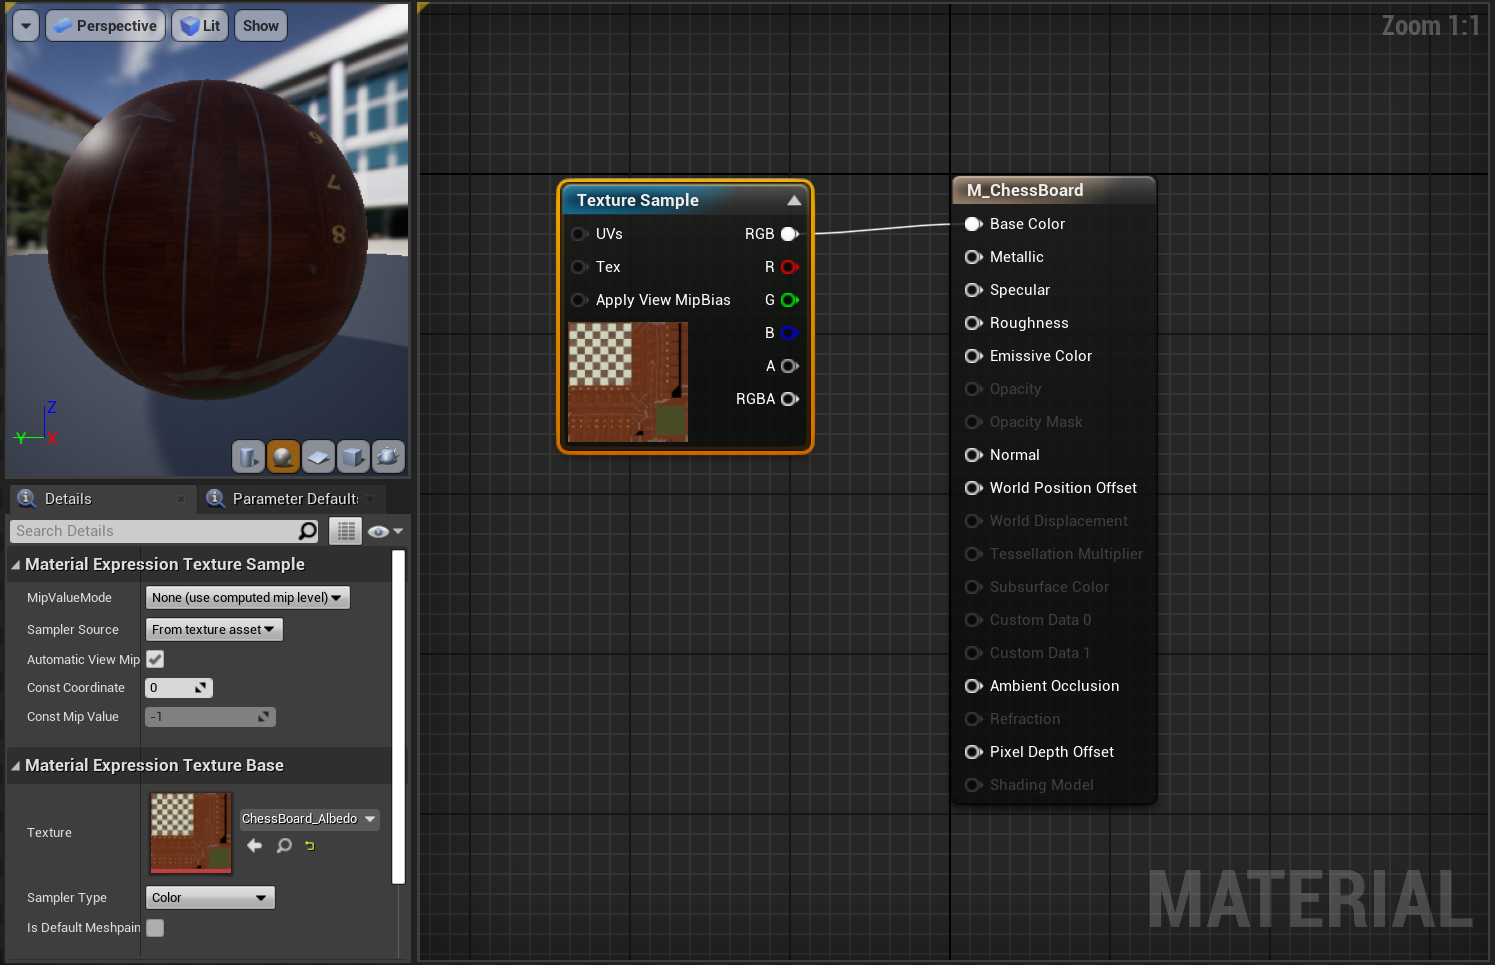 Perspective
Lit
Show
Zoom 1:1
6
7
8
Z
Y
X
Texture Sample
UVs
RGB
Tex
R
Apply View MipBias
G
B
A
RGBA
M_ChessBoard
Base Color
Metallic
Specular
Roughness
Emissive Color
Opacity
Opacity Mask
Normal
World Position Offset
World Displacement
Tessellation Multiplier
Subsurface Color
Custom Data 0
Custom Data 1
Ambient Occlusion
Refraction
Pixel Depth Offset
Shading Model
Details
Parameter Default
Search Details
Material Expression Texture Sample
MipValueMode
None (use computed mip level)
Sampler Source
From texture asset
Automatic View Mip
Const Coordinate
0
Const Mip Value
-1
Material Expression Texture Base
Texture
ChessBoard_Albedo
Sampler Type
Color
Is Default Meshpain
MATERIAL